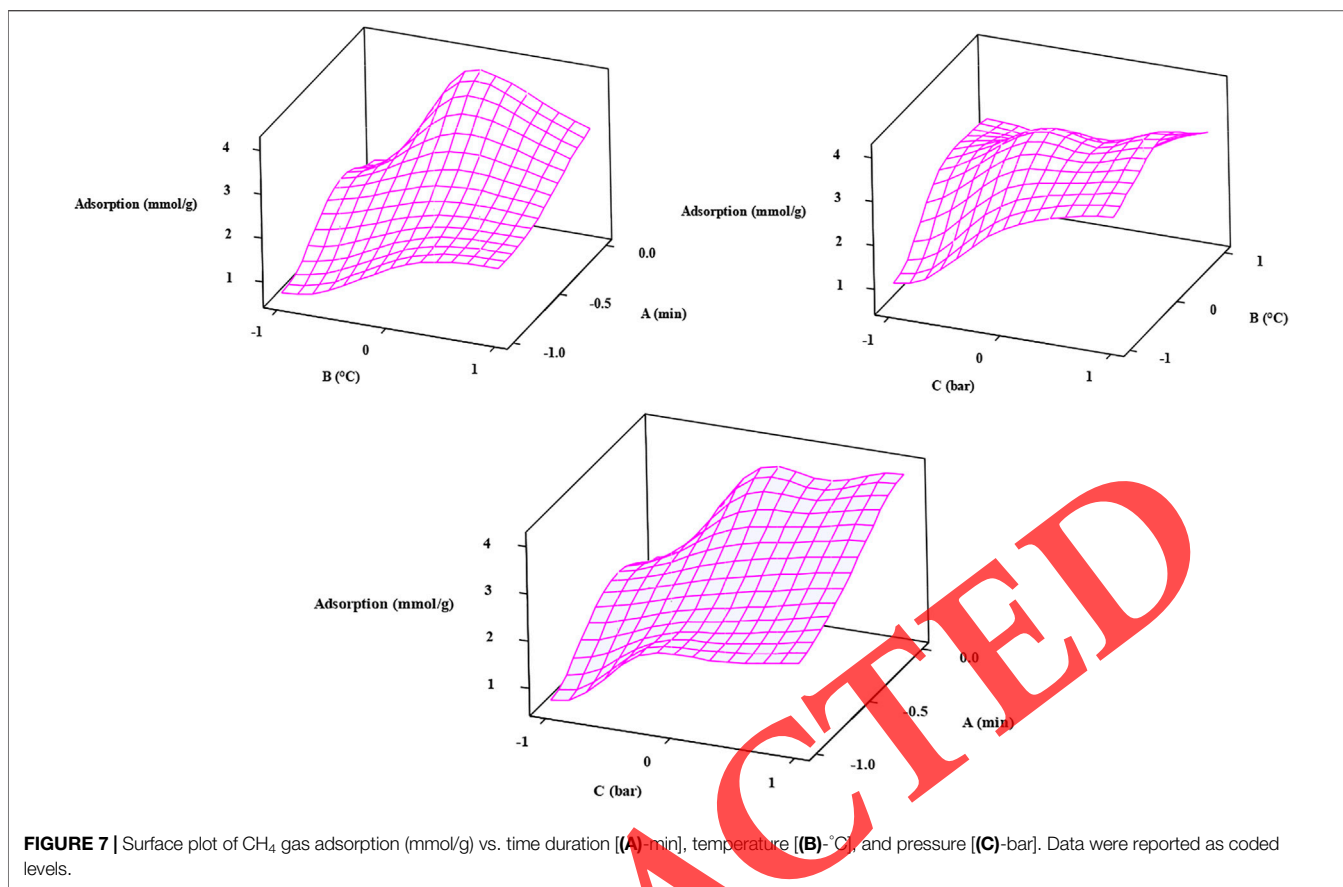 4
3
Adsorption (mmol/g)
2
1
-1
0
1
B (°C)
0.0
-0.5
A (min)
-1.0
4
3
Adsorption (mmol/g)
2
1
-1
0
1
C (bar)
1
0
B (°C)
-1
4
3
Adsorption (mmol/g)
2
1
-1
0
1
C (bar)
0.0
-0.5
A (min)
-1.0
ACTED
FIGURE 7 | Surface plot of CH₄ gas adsorption (mmol/g) vs. time duration [(A)-min], temperature [(B)-°C], and pressure [(C)-bar]. Data were reported as coded
levels.